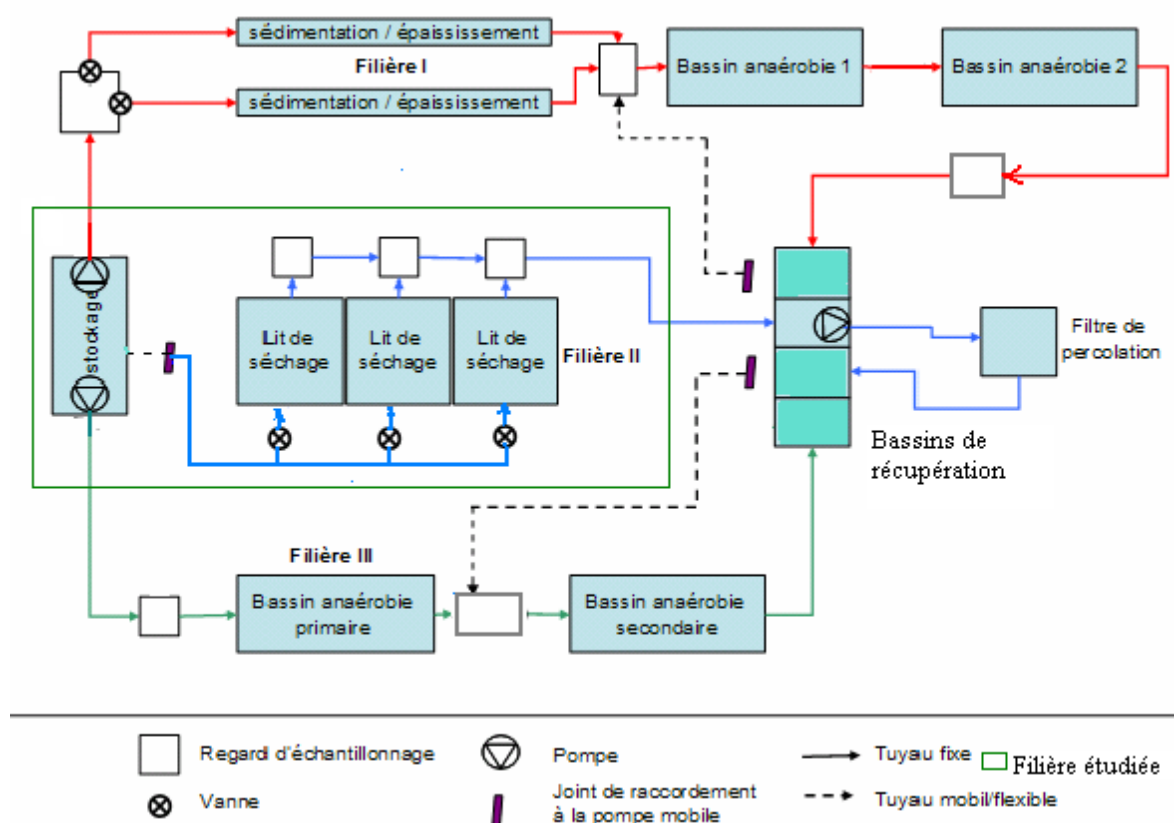 sédimentation / épaississement
Filière I
sédimentation / épaississement
Bassin anaérobie 1
Bassin anaérobie 2
stockage
Lit de
séchage
Lit de
séchage
Lit de
séchage
Filière II
Filtre de
percolation
Bassins de
récupération
Filière III
Bassin anaérobie
primaire
Bassin anaérobie
secondaire
Regard d'échantillonnage
Pompe
Tuyau fixe
Filière étudiée
Vanne
Joint de raccordement
à la pompe mobile
Tuyau mobil/flexible